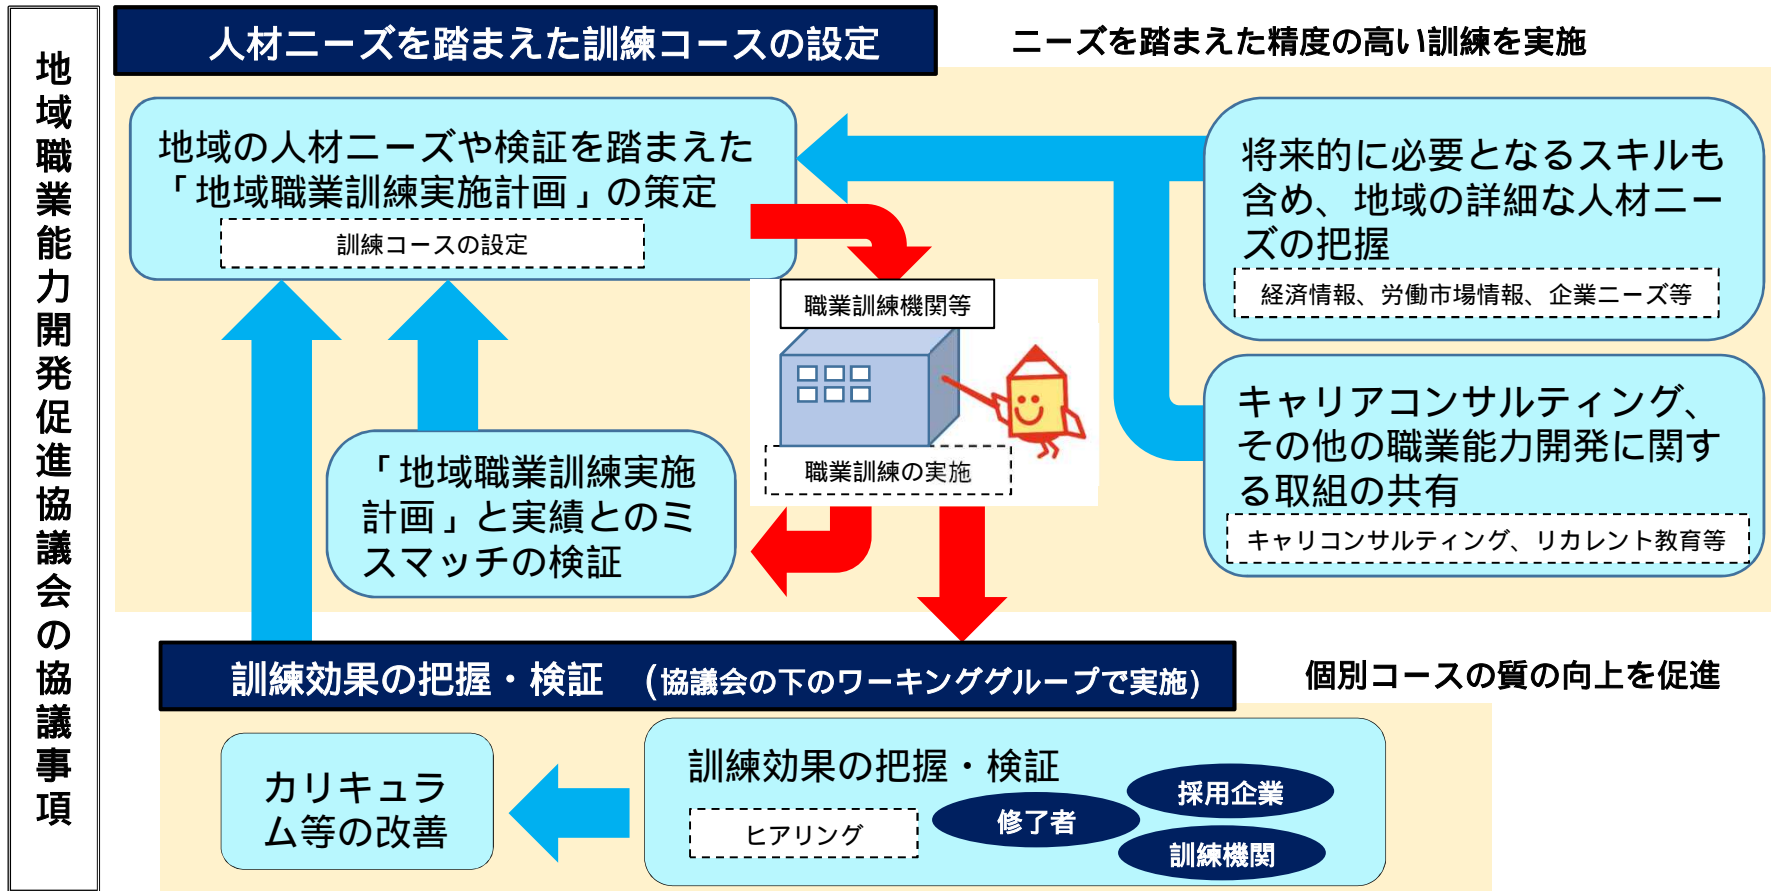 地域職業能力開発促進協議会の協議事項
人材ニーズを踏まえた訓練コースの設定
ニーズを踏まえた精度の高い訓練を実施
地域の人材ニーズや検証を踏まえた
「地域職業訓練実施計画」の策定
訓練コースの設定
将来的に必要となるスキルも
含め、地域の詳細な人材ニー
ズの把握
経済情報、労働市場情報、企業ニーズ等
職業訓練機関等
職業訓練の実施
キャリアコンサルティング、
その他の職業能力開発に関す
る取組の共有
キャリコンサルティング、リカレント教育等
「地域職業訓練実施
計画」と実績とのミ
スマッチの検証
訓練効果の把握・検証 (協議会の下のワーキンググループで実施)
個別コースの質の向上を促進
カリキュラ
ム等の改善
訓練効果の把握・検証
ヒアリング
修了者
採用企業
訓練機関